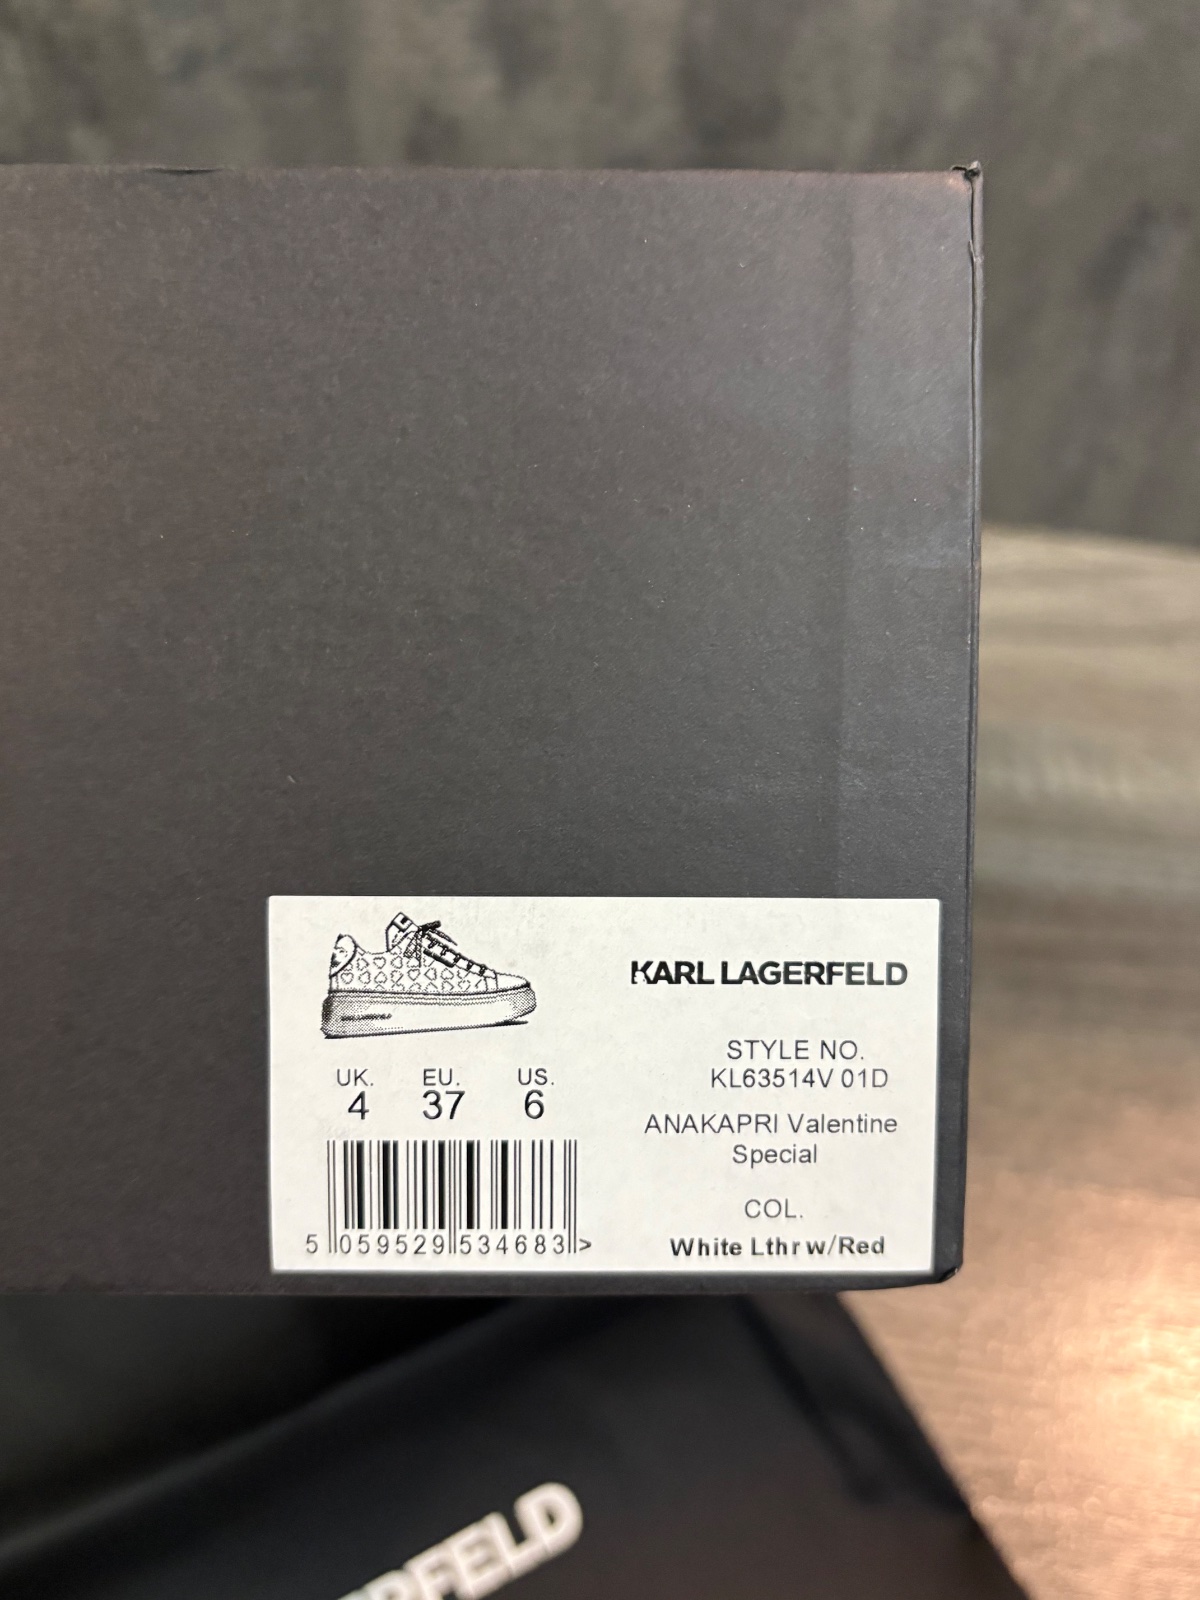 KARL LAGERFELD
STYLE NO.
KL63514V 01D
ANAKAPRI Valentine
Special
COL.
White Lthr w/Red
UK. EU. US.
4 37 6
5 059529 534683 >